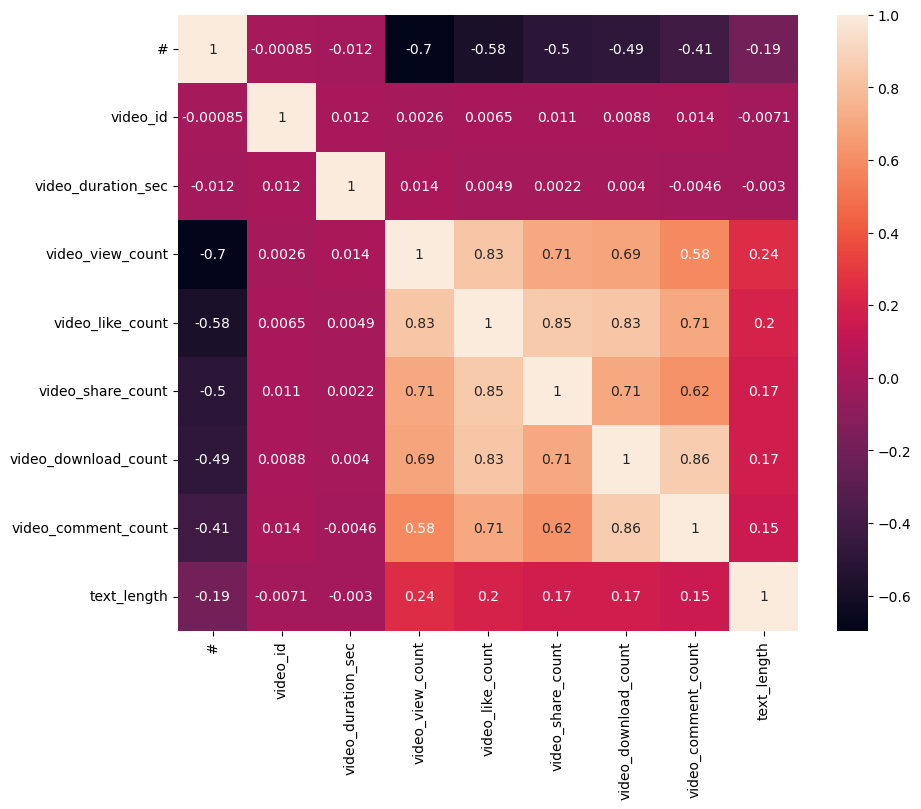 # 1 -0.00085 -0.012 -0.7 -0.58 -0.5 -0.49 -0.41 -0.19
video_id -0.00085 1 0.012 0.0026 0.0065 0.011 0.0088 0.014 -0.0071
video_duration_sec -0.012 0.012 1 0.014 0.0049 0.0022 0.004 -0.0046 -0.003
video_view_count -0.7 0.0026 0.014 1 0.83 0.71 0.69 0.58 0.24
video_like_count -0.58 0.0065 0.0049 0.83 1 0.85 0.83 0.71 0.2
video_share_count -0.5 0.011 0.0022 0.71 0.85 1 0.71 0.62 0.17
video_download_count -0.49 0.0088 0.004 0.69 0.83 0.71 1 0.86 0.17
video_comment_count -0.41 0.014 -0.0046 0.58 0.71 0.62 0.86 1 0.15
text_length -0.19 -0.0071 -0.003 0.24 0.2 0.17 0.17 0.15 1
#
video_id
video_duration_sec
video_view_count
video_like_count
video_share_count
video_download_count
video_comment_count
text_length
1.0
0.8
0.6
0.4
0.2
0.0
−0.2
−0.4
−0.6